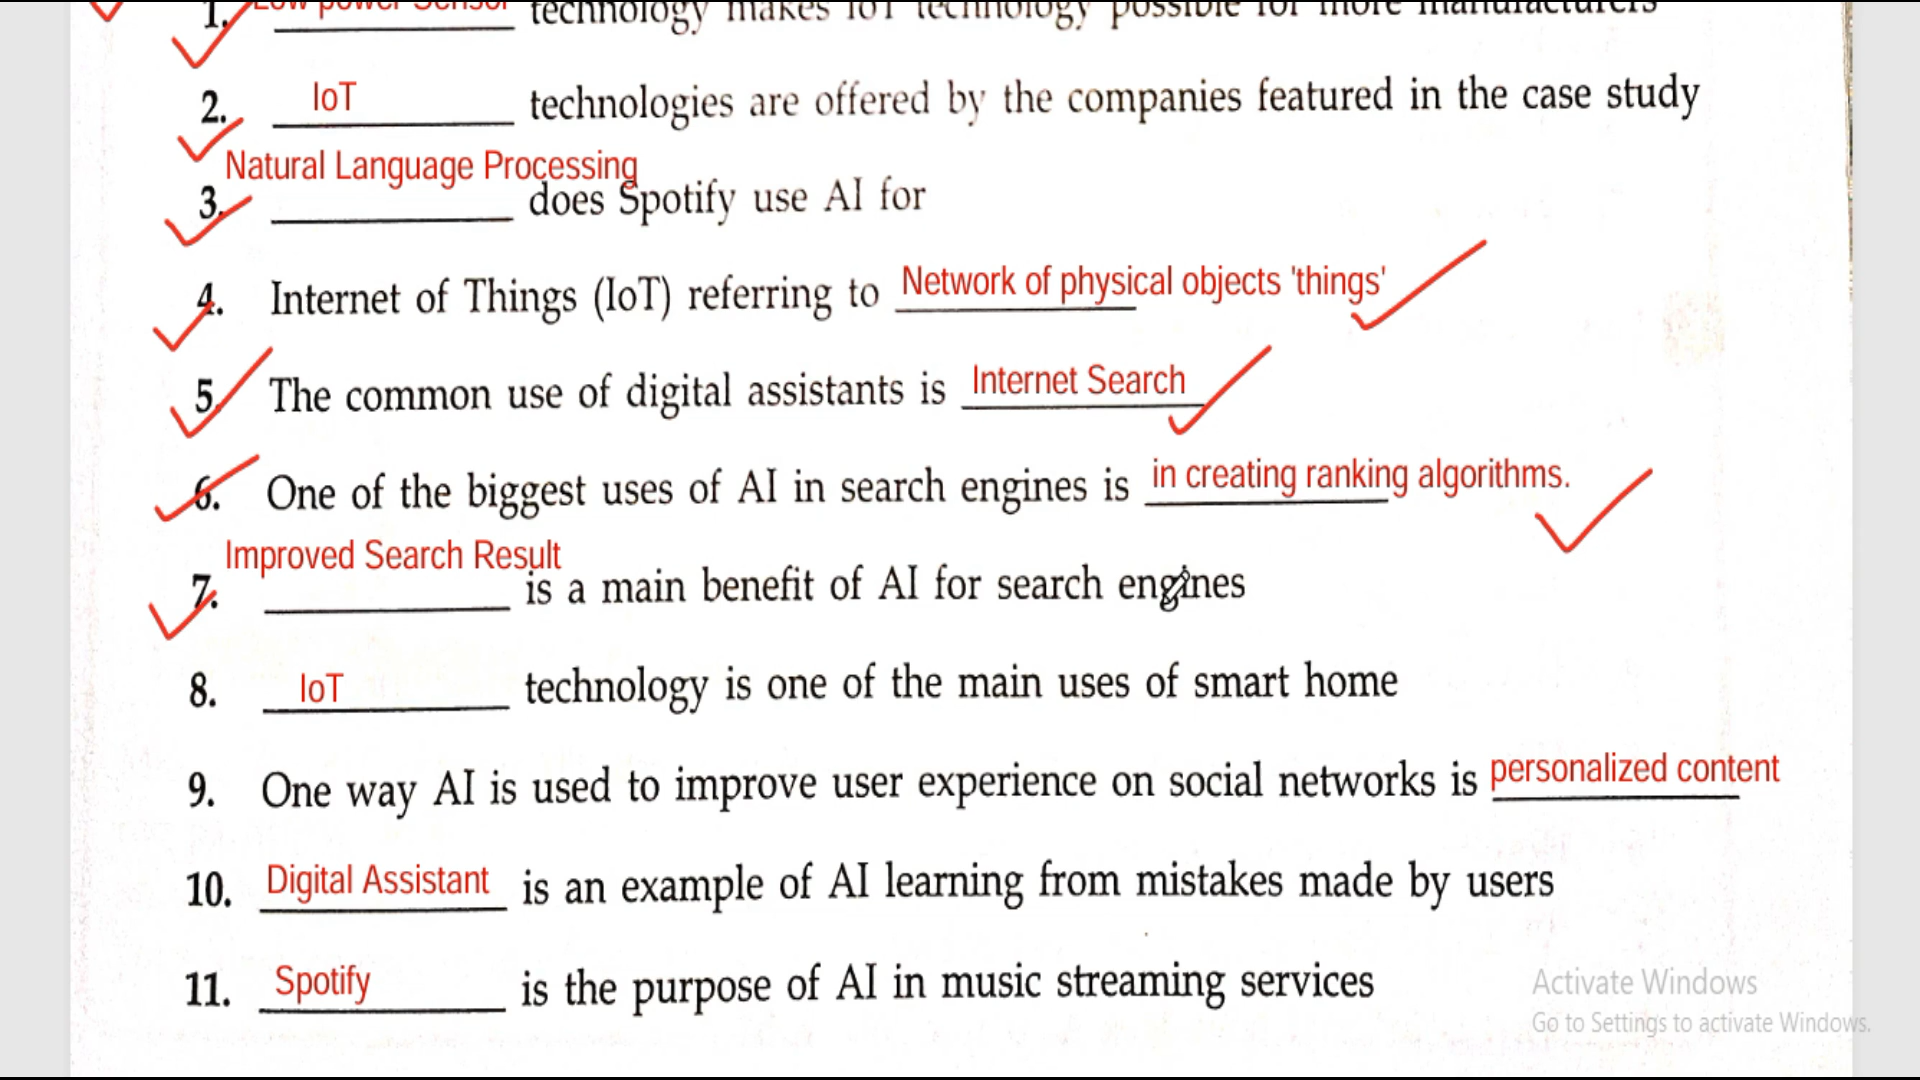 1. Low power Sensor technology makes IoT technology possible for more manufacturers
2. IoT technologies are offered by the companies featured in the case study
Natural Language Processing
3. does Spotify use AI for
4. Internet of Things (IoT) referring to Network of physical objects 'things'
5. The common use of digital assistants is Internet Search
6. One of the biggest uses of AI in search engines is in creating ranking algorithms.
Improved Search Result
7. is a main benefit of AI for search engines
8. IoT technology is one of the main uses of smart home
9. One way AI is used to improve user experience on social networks is personalized content
10. Digital Assistant is an example of AI learning from mistakes made by users
11. Spotify is the purpose of AI in music streaming services
Activate Windows
Go to Settings to activate Windows.